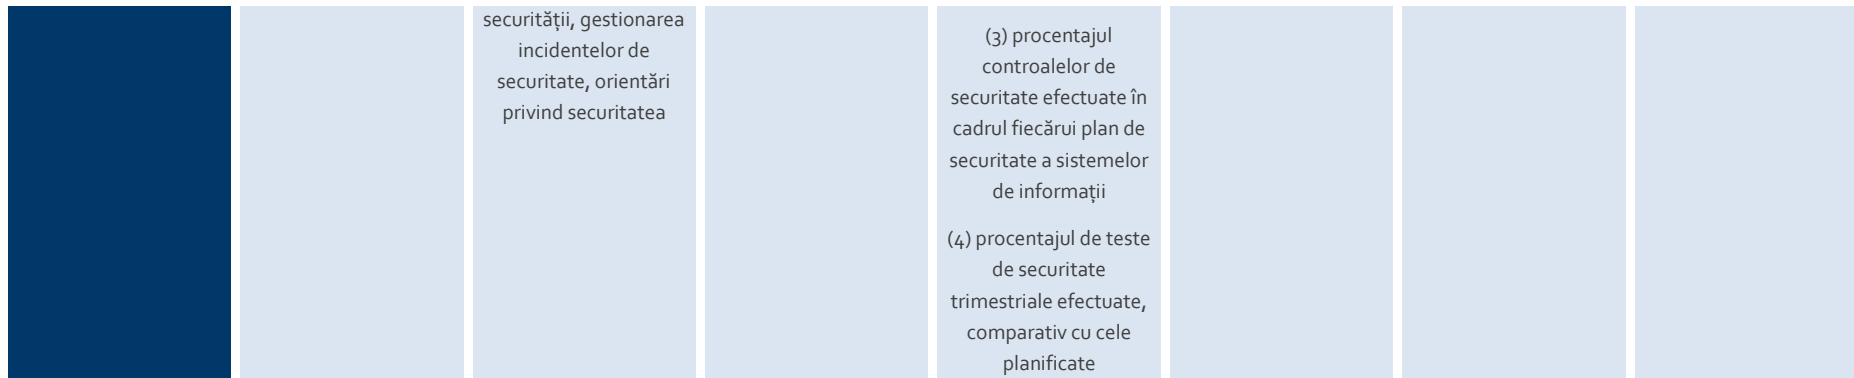 securității, gestionarea
incidentelor de
securitate, orientări
privind securitatea
(3) procentajul
controalelor de
securitate efectuate în
cadrul fiecărui plan de
securitate a sistemelor
de informații
(4) procentajul de teste
de securitate
trimestriale efectuate,
comparativ cu cele
planificate